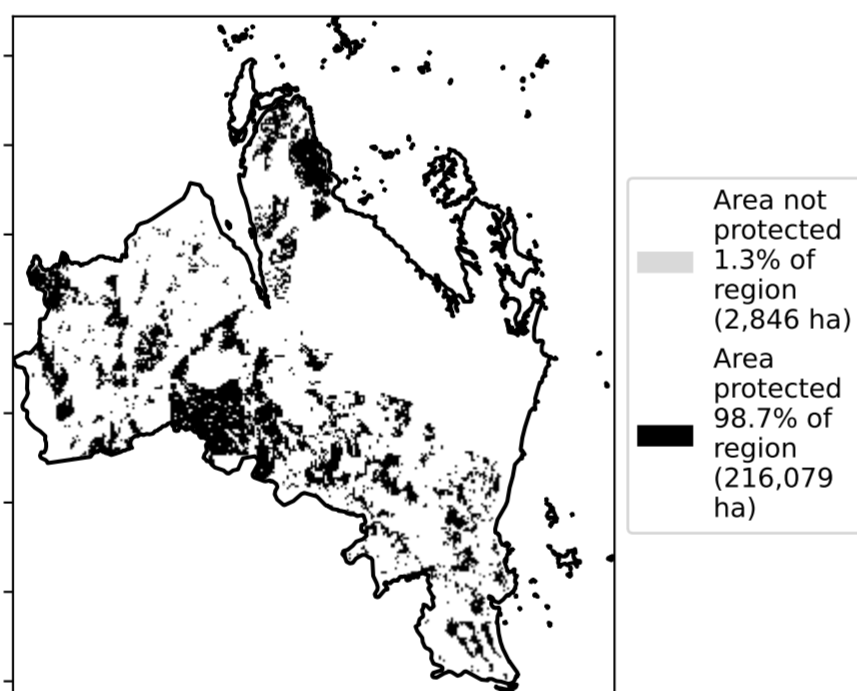 Area not
protected
1.3% of
region
(2,846 ha)
Area
protected
98.7% of
region
(216,079
ha)